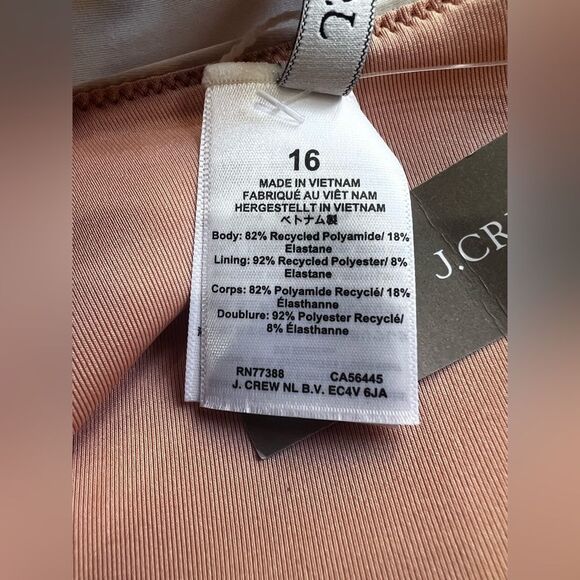 16
MADE IN VIETNAM
FABRIQUÉ AU VIÊT NAM
HERGESTELLT IN VIETNAM
ベトナム製
Body: 82% Recycled Polyamide/ 18%
Elastane
Lining: 92% Recycled Polyester/ 8%
Elastane
Corps: 82% Polyamide Recyclé/ 18%
Élasthanne
Doublure: 92% Polyester Recyclé/
8% Élasthanne
RN77388 CA56445
J. CREW NL B.V. EC4V 6JA
J.CR